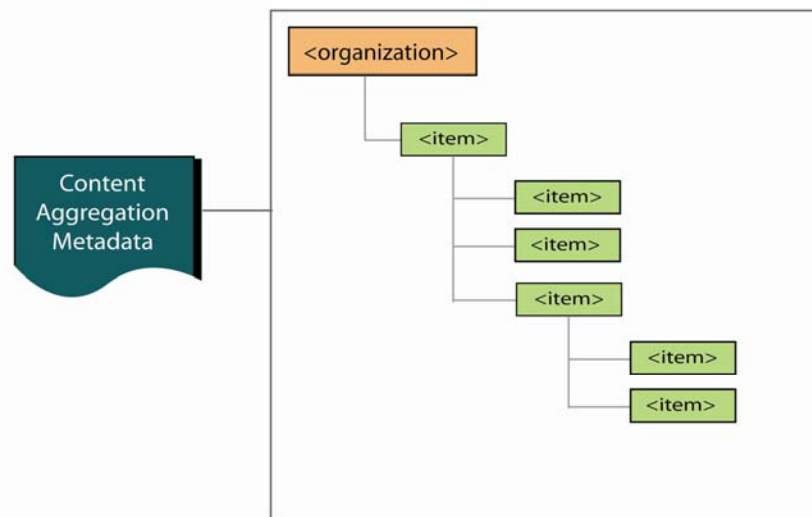 <organization>
<item>
Content
Aggregation
Metadata
<item>
<item>
<item>
<item>
<item>